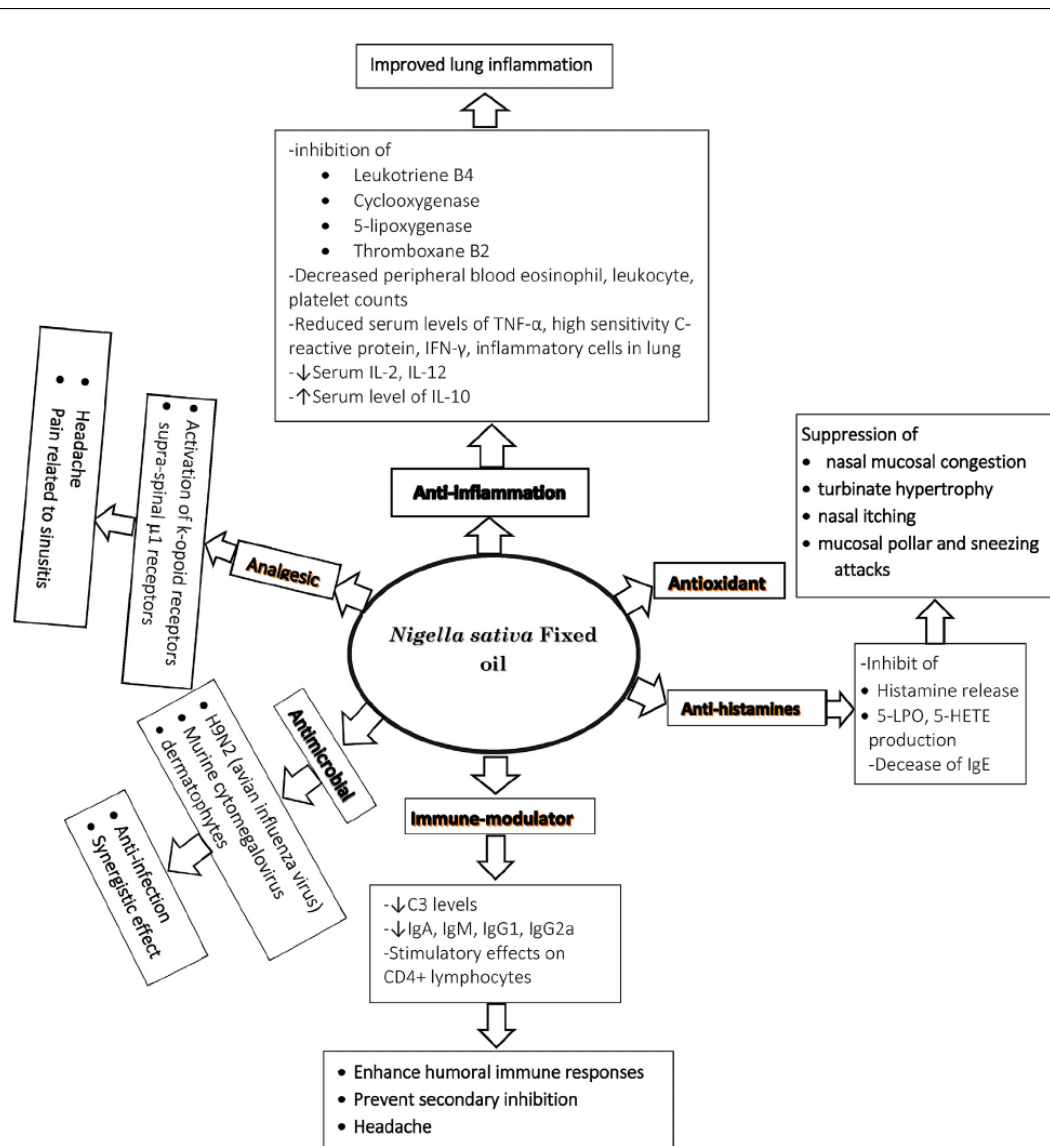 Improved lung inflammation
-inhibition of
• Leukotriene B4
• Cyclooxygenase
• 5-lipoxygenase
• Thromboxane B2
-Decreased peripheral blood eosinophil, leukocyte,
platelet counts
-Reduced serum levels of TNF-α, high sensitivity C-
reactive protein, IFN-γ, inflammatory cells in lung
-↓Serum IL-2, IL-12
-↑Serum level of IL-10
Anti-inflammation
• Headache
• Pain related to sinusitis
• Activation of k-opoid receptors
• supra-spinal µ1 receptors
Analgesic
Nigella sativa Fixed
oil
Antioxidant
Suppression of
• nasal mucosal congestion
• turbinate hypertrophy
• nasal itching
• mucosal pollar and sneezing
attacks
Anti-histamines
-Inhibit of
• Histamine release
• 5-LPO, 5-HETE
production
-Decease of IgE
Antimicrobial
• H9N2 (avian influenza virus)
• Murine cytomegalovirus
• dermatophytes
• Anti-infection
• Synergistic effect
Immune-modulator
-↓C3 levels
-↓IgA, IgM, IgG1, IgG2a
-Stimulatory effects on
CD4+ lymphocytes
• Enhance humoral immune responses
• Prevent secondary inhibition
• Headache